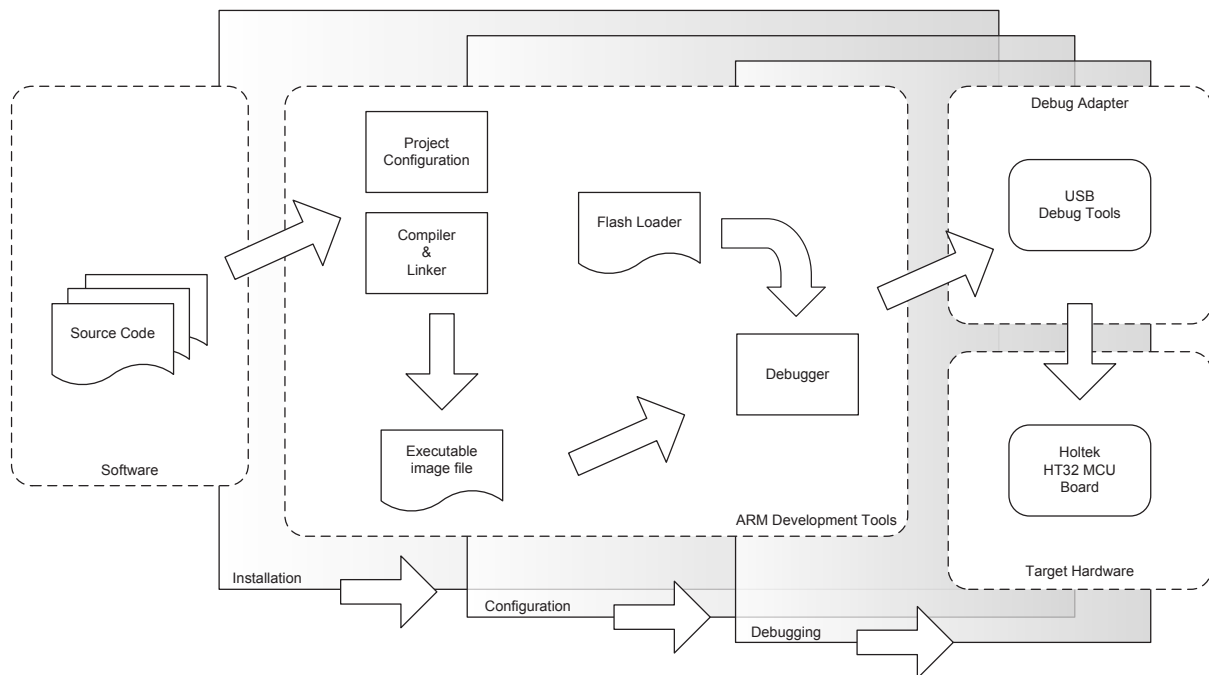 Debug Adapter
Project
Configuration
USB
Debug Tools
Flash Loader
Compiler
&
Linker
Source Code
Debugger
Executable
image file
Holtek
HT32 MCU
Board
Software
ARM Development Tools
Target Hardware
Installation
Configuration
Debugging